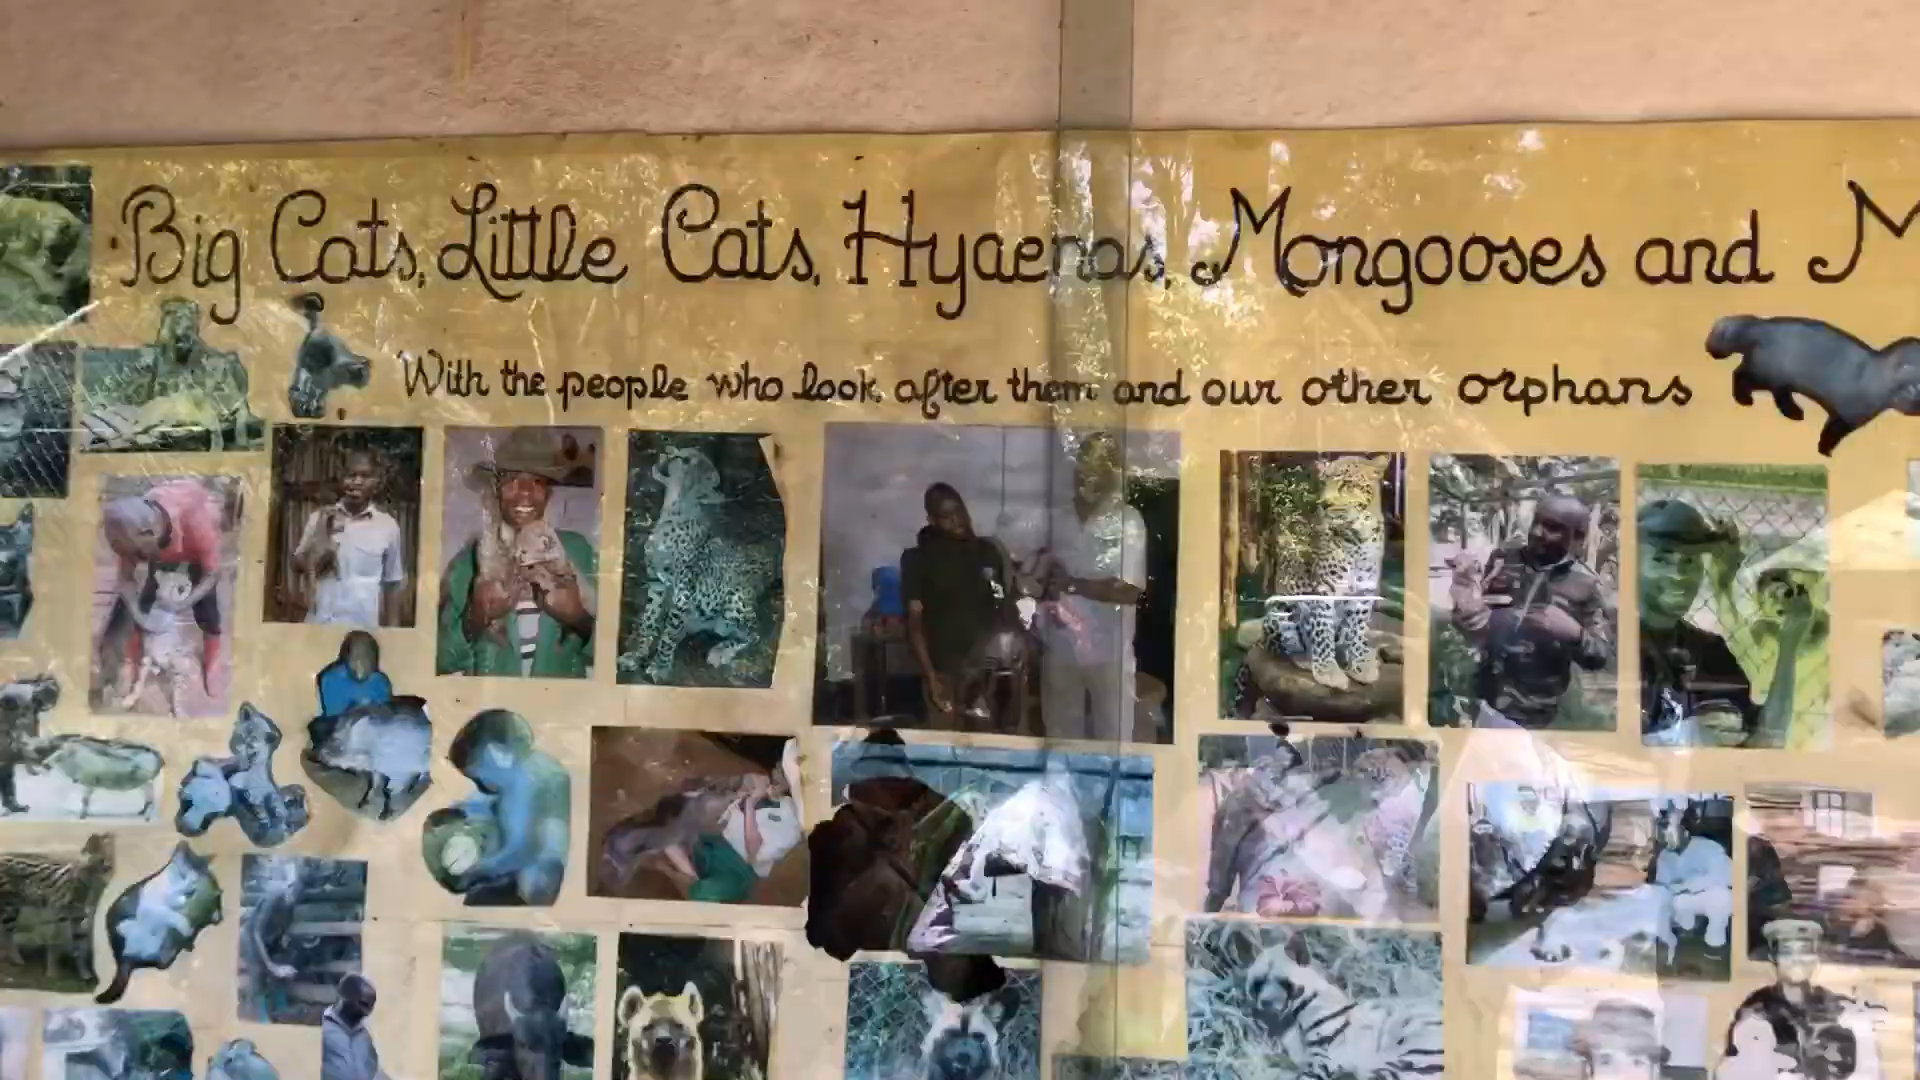 Big Cats, Little Cats, Hyaenas, Mongooses and M
With the people who look after them and our other orphans